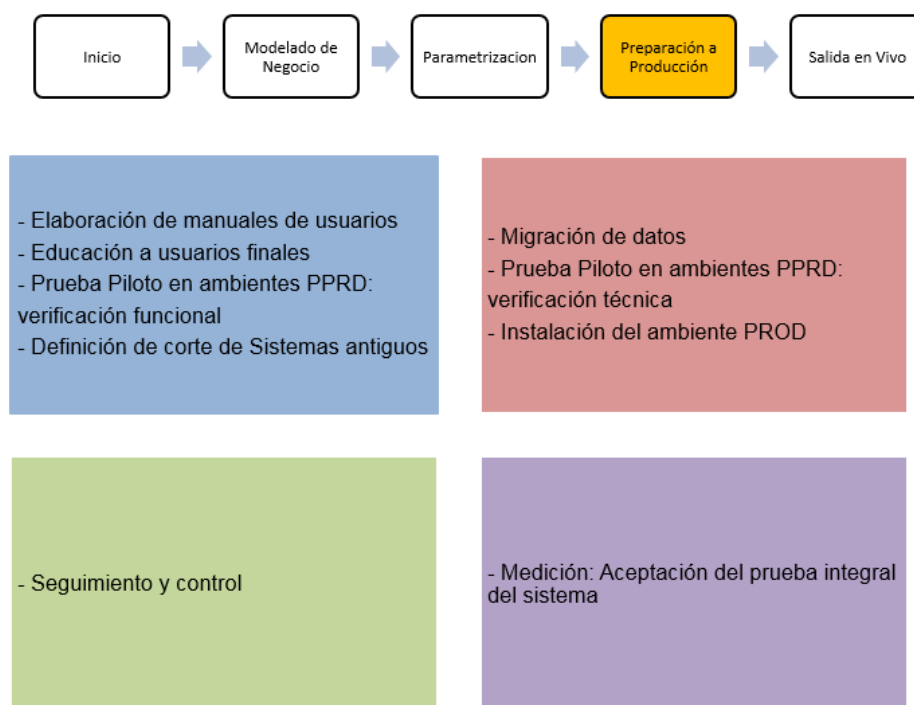 Inicio
Modelado de
Negocio
Parametrizacion
Preparación a
Producción
Salida en Vivo
- Elaboración de manuales de usuarios
- Educación a usuarios finales
- Prueba Piloto en ambientes PPRD:
verificación funcional
- Definición de corte de Sistemas antiguos
- Migración de datos
- Prueba Piloto en ambientes PPRD:
verificación técnica
- Instalación del ambiente PROD
- Seguimiento y control
- Medición: Aceptación del prueba integral
del sistema